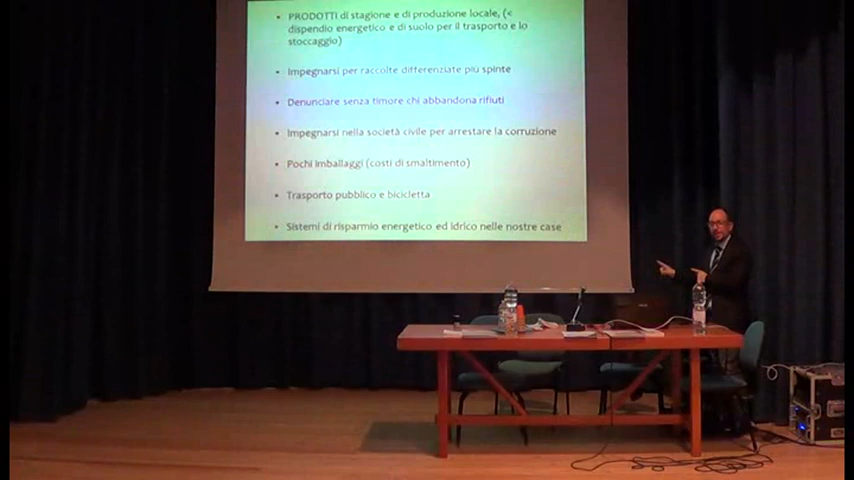 • PRODOTTI di stagione e di produzione locale, (<
dispendio energetico e di suolo per il trasporto e lo
stoccaggio)
• Impegnarsi per raccolte differenziate più spinte
• Denunciare senza timore chi abbandona rifiuti
• Impegnarsi nella società civile per arrestare la corruzione
• Pochi imballaggi (costi di smaltimento)
• Trasporto pubblico e bicicletta
• Sistemi di risparmio energetico ed idrico nelle nostre case